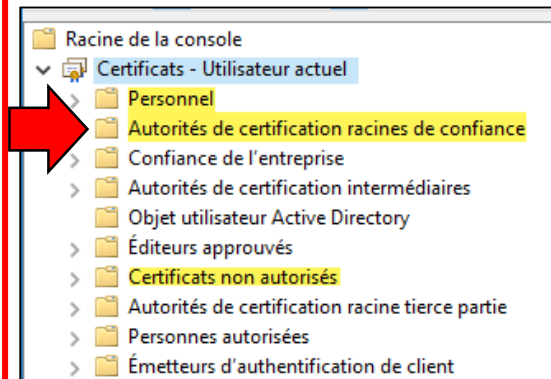 Racine de la console
Certificats - Utilisateur actuel
Personnel
Autorités de certification racines de confiance
Confiance de l'entreprise
Autorités de certification intermédiaires
Objet utilisateur Active Directory
Éditeurs approuvés
Certificats non autorisés
Autorités de certification racine tierce partie
Personnes autorisées
Émetteurs d'authentification de client